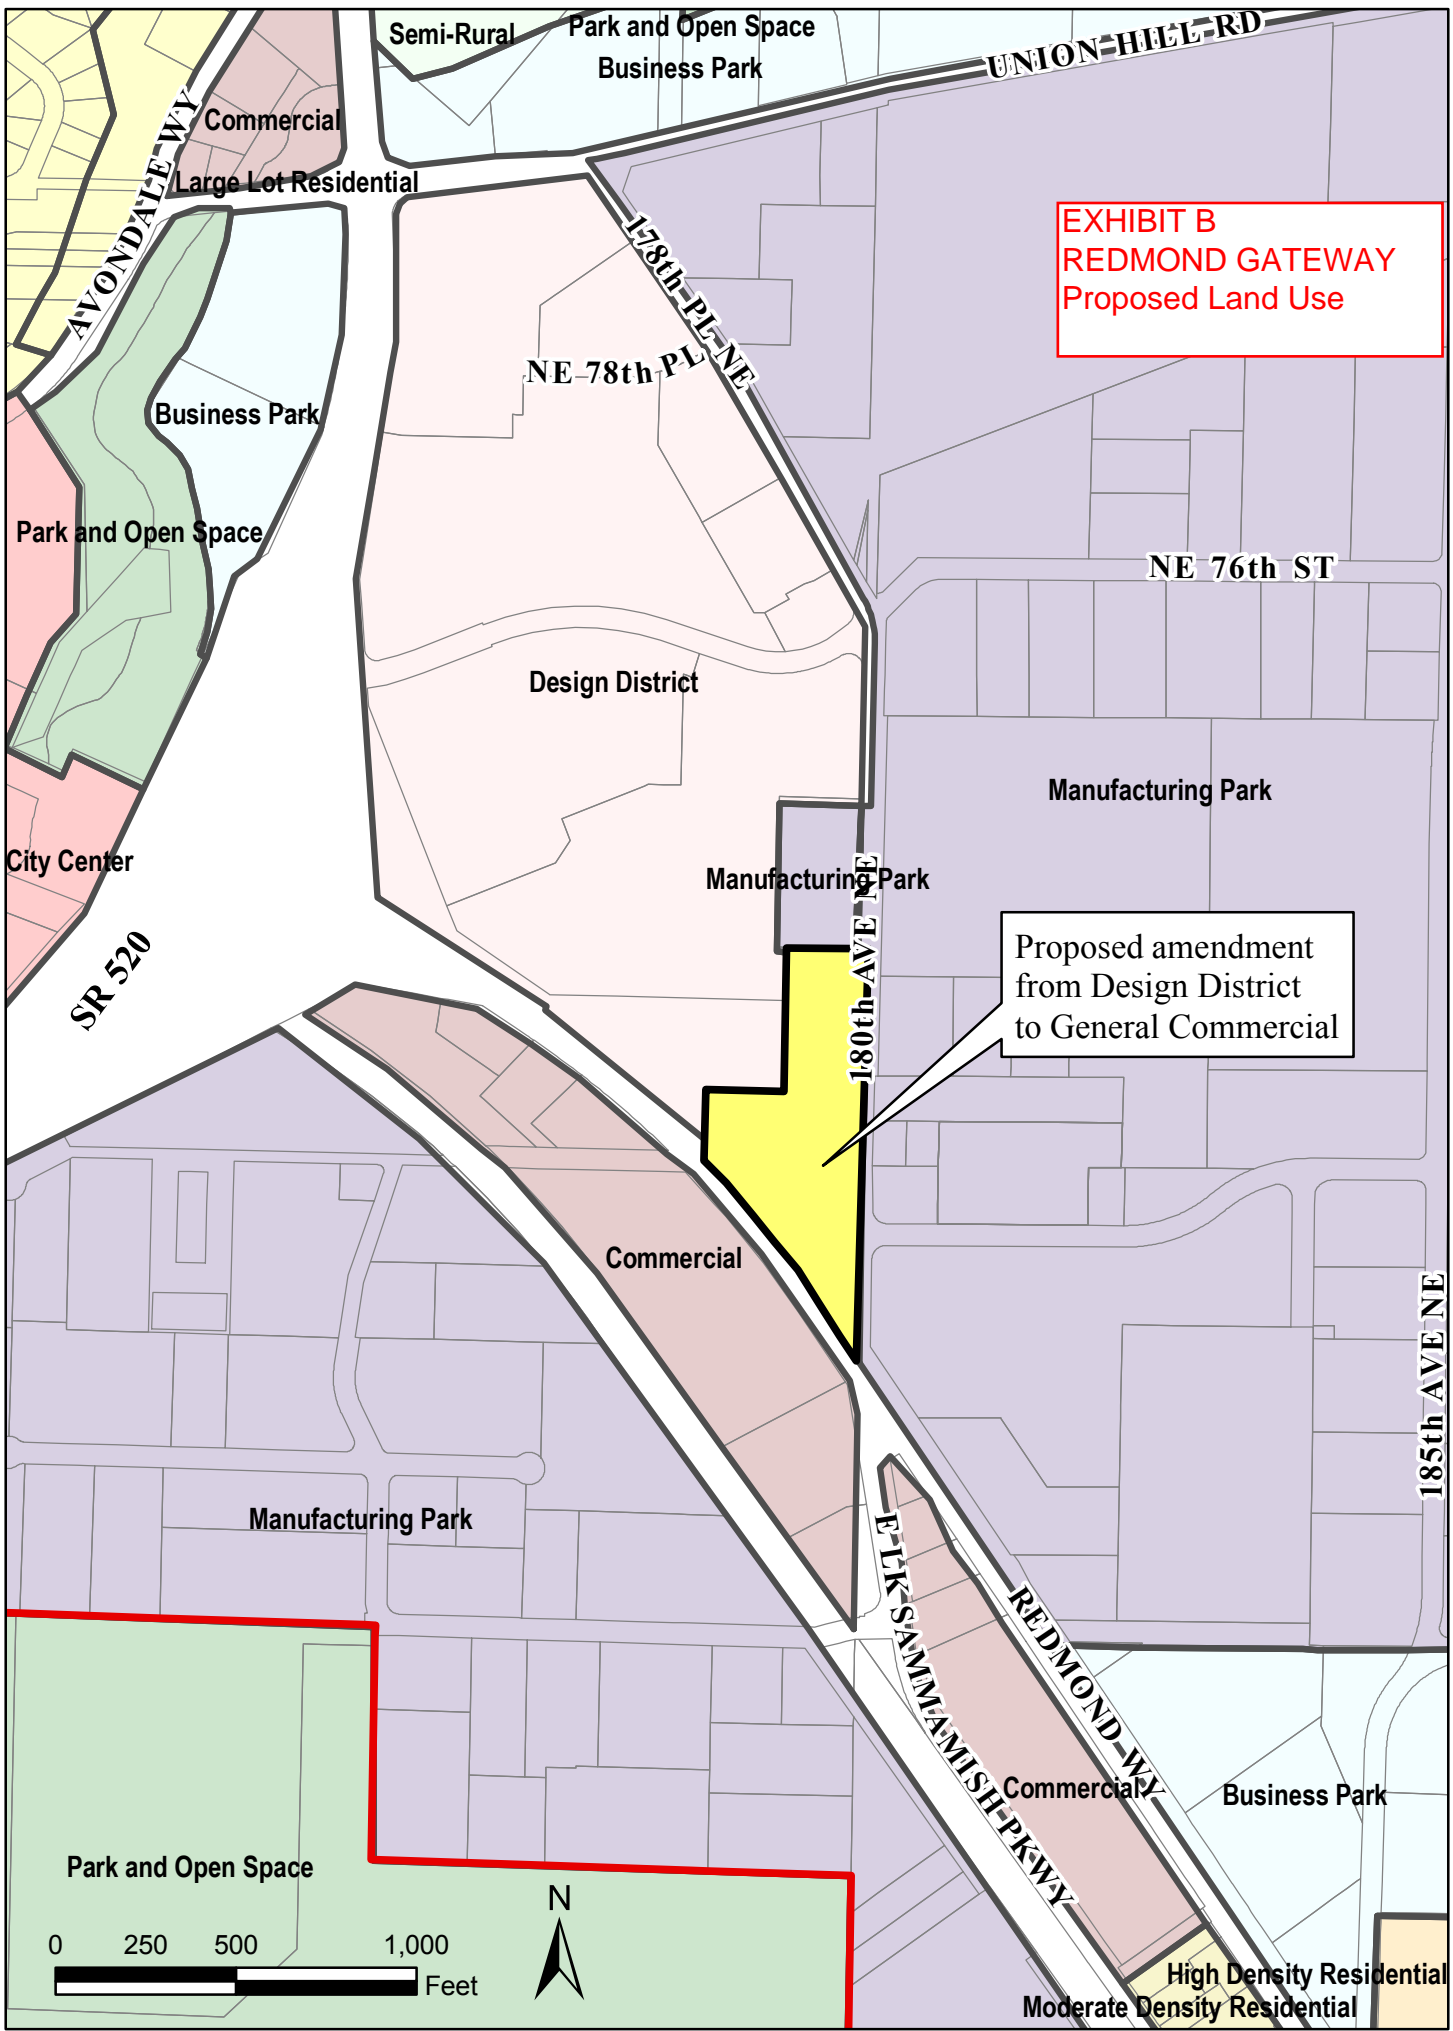 Semi-Rural
Park and Open Space
Business Park
UNION HILL RD
Commercial
AVONDALE WY
Large Lot Residential
EXHIBIT B
REDMOND GATEWAY
Proposed Land Use
178th PL NE
NE 78th PL
Business Park
Park and Open Space
NE 76th ST
Design District
Manufacturing Park
City Center
Manufacturing Park
180th AVE NE
Proposed amendment
from Design District
to General Commercial
SR 520
Commercial
185th AVE NE
Manufacturing Park
E LK SAMMAMISH PKWY
REDMOND WY
Commercial
Business Park
Park and Open Space
N
0 250 500 1,000
Feet
High Density Residential
Moderate Density Residential